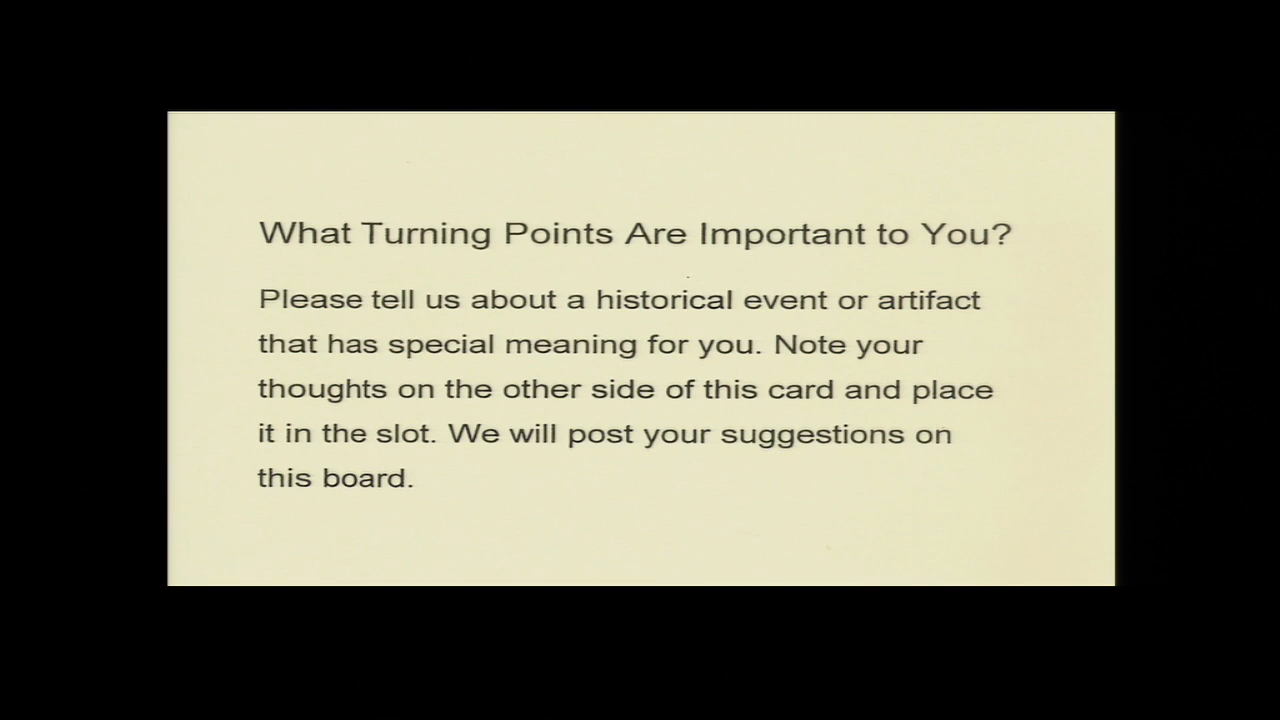 What Turning Points Are Important to You?
Please tell us about a historical event or artifact
that has special meaning for you. Note your
thoughts on the other side of this card and place
it in the slot. We will post your suggestions on
this board.